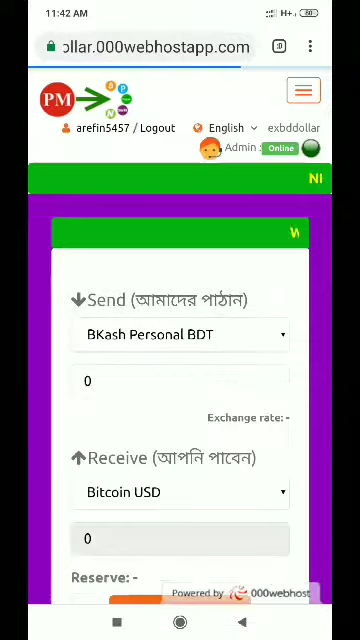 11:42 AM H+ 60
ollar.000webhostapp.com
:D
PM
arefin5457 / Logout English exbddollar
Admin : Online
NI
W
Send (আমাদের পাঠান)
BKash Personal BDT
0
Exchange rate: -
Receive (আপনি পাবেন)
Bitcoin USD
0
Reserve: -
Powered by 000webhost